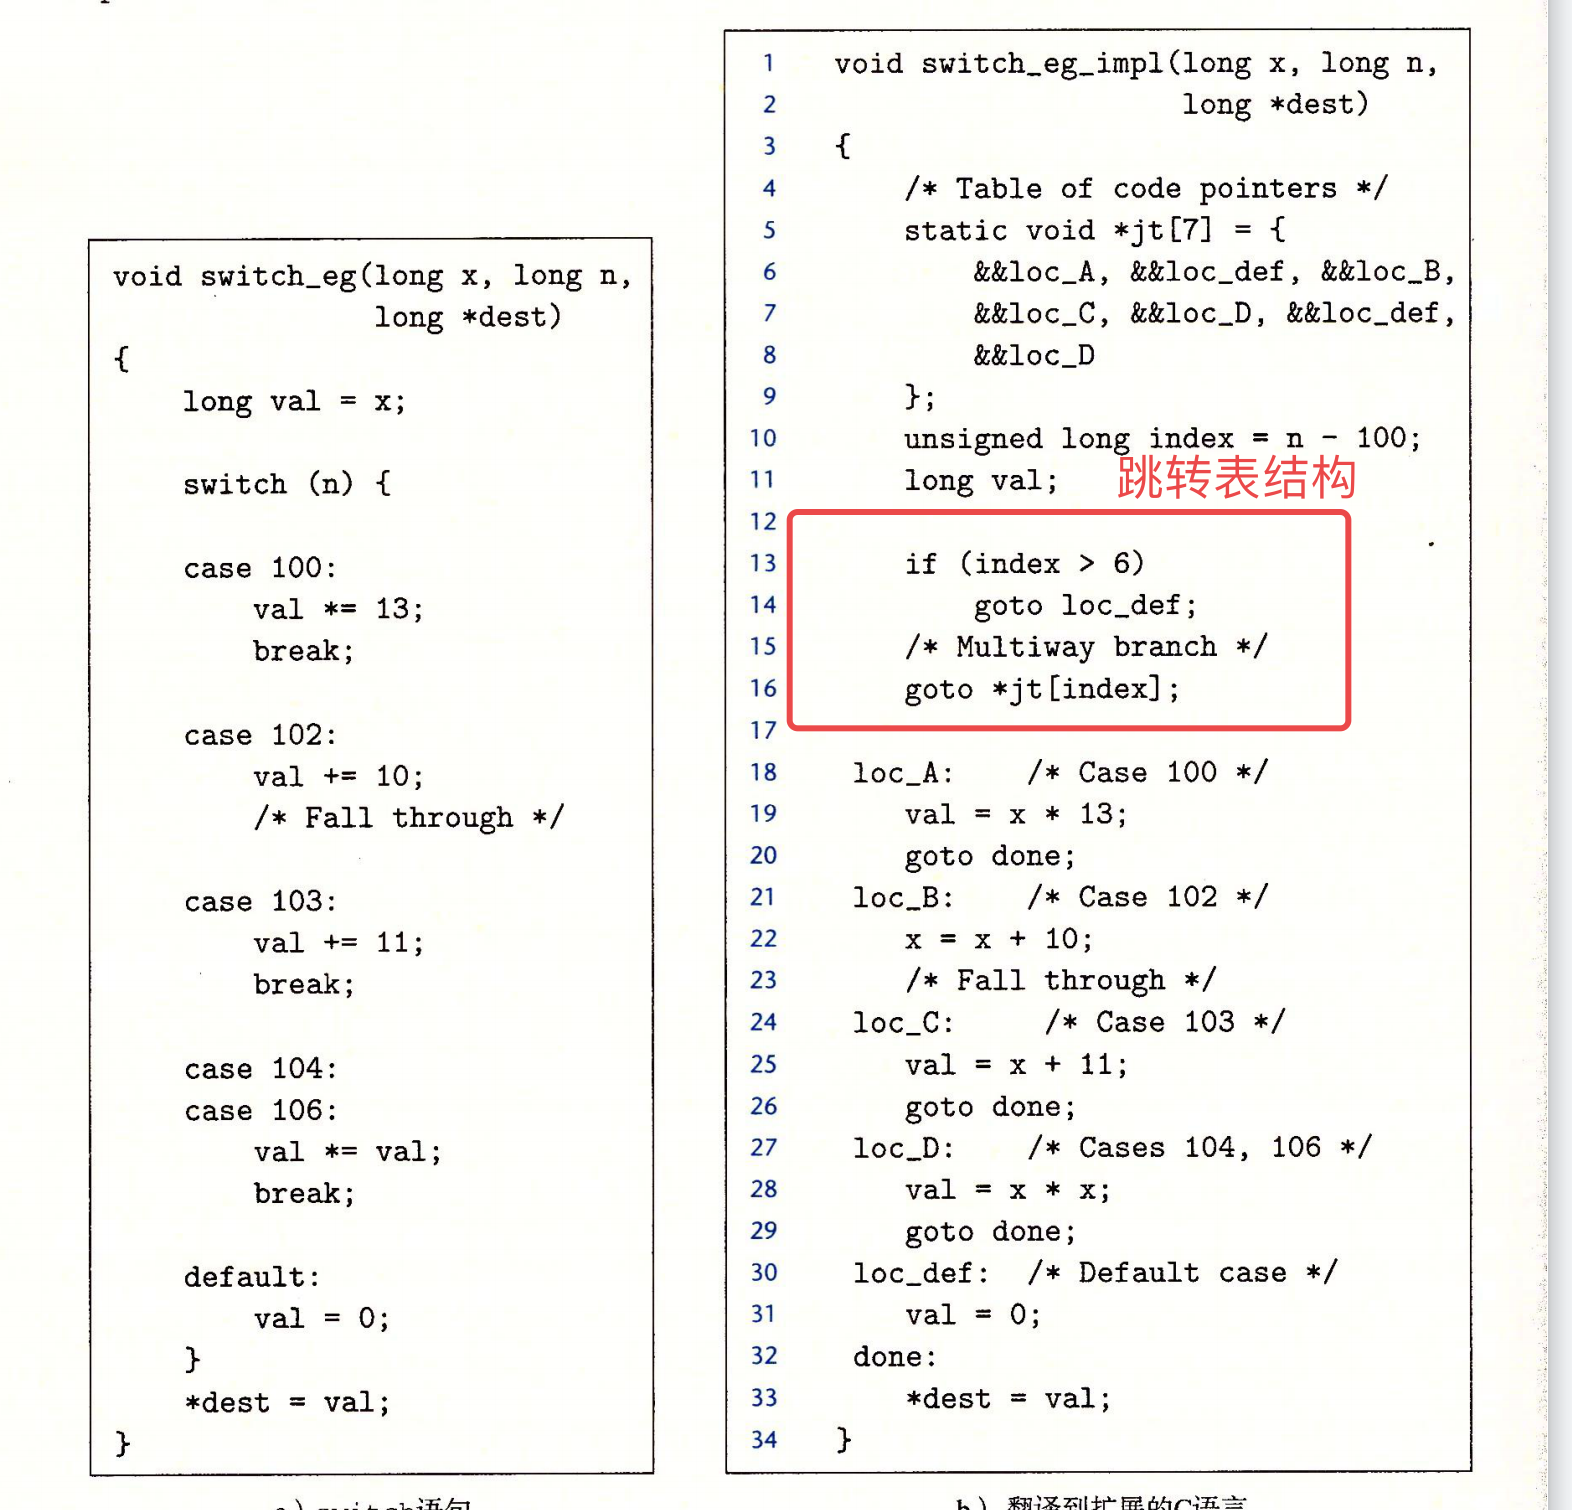 void switch_eg(long x, long n,
long *dest)
{
long val = x;
switch (n) {
case 100:
val *= 13;
break;
case 102:
val += 10;
/* Fall through */
case 103:
val += 11;
break;
case 104:
case 106:
val *= val;
break;
default:
val = 0;
}
*dest = val;
}
1 void switch_eg_impl(long x, long n,
2 long *dest)
3 {
4 /* Table of code pointers */
5 static void *jt[7] = {
6 &&loc_A, &&loc_def, &&loc_B,
7 &&loc_C, &&loc_D, &&loc_def,
8 &&loc_D
9 };
10 unsigned long index = n - 100;
11 long val;
跳转表结构
12
13 if (index > 6)
14 goto loc_def;
15 /* Multiway branch */
16 goto *jt[index];
17
18 loc_A: /* Case 100 */
19 val = x * 13;
20 goto done;
21 loc_B: /* Case 102 */
22 x = x + 10;
23 /* Fall through */
24 loc_C: /* Case 103 */
25 val = x + 11;
26 goto done;
27 loc_D: /* Cases 104, 106 */
28 val = x * x;
29 goto done;
30 loc_def: /* Default case */
31 val = 0;
32 done:
33 *dest = val;
34 }
a) switch语句
b) 翻译到扩展的C语言